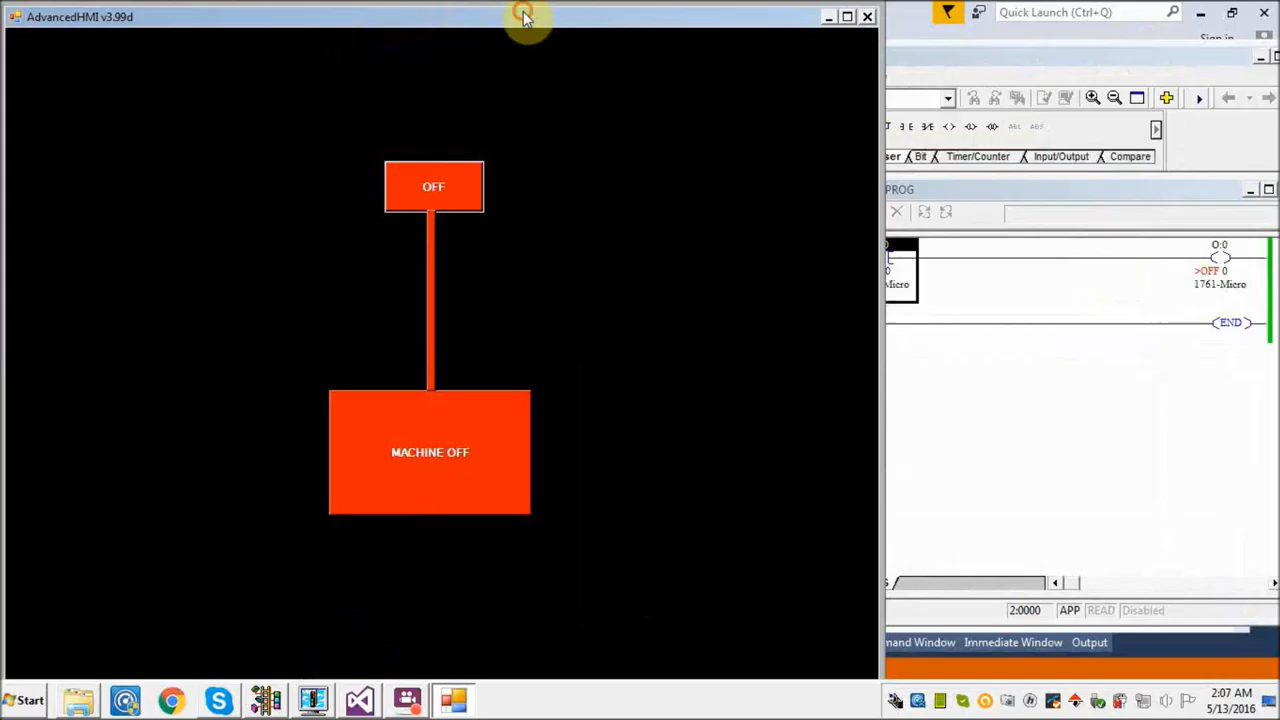 AdvancedHMI v3.99d
Quick Launch (Ctrl+Q)
Sign in
OFF
ser Bit Timer/Counter Input/Output Compare
PROG
O:0
0
>OFF 0
Micro
1761-Micro
END
MACHINE OFF
2:0000 APP READ Disabled
mand Window Immediate Window Output
Start
2:07 AM
5/13/2016